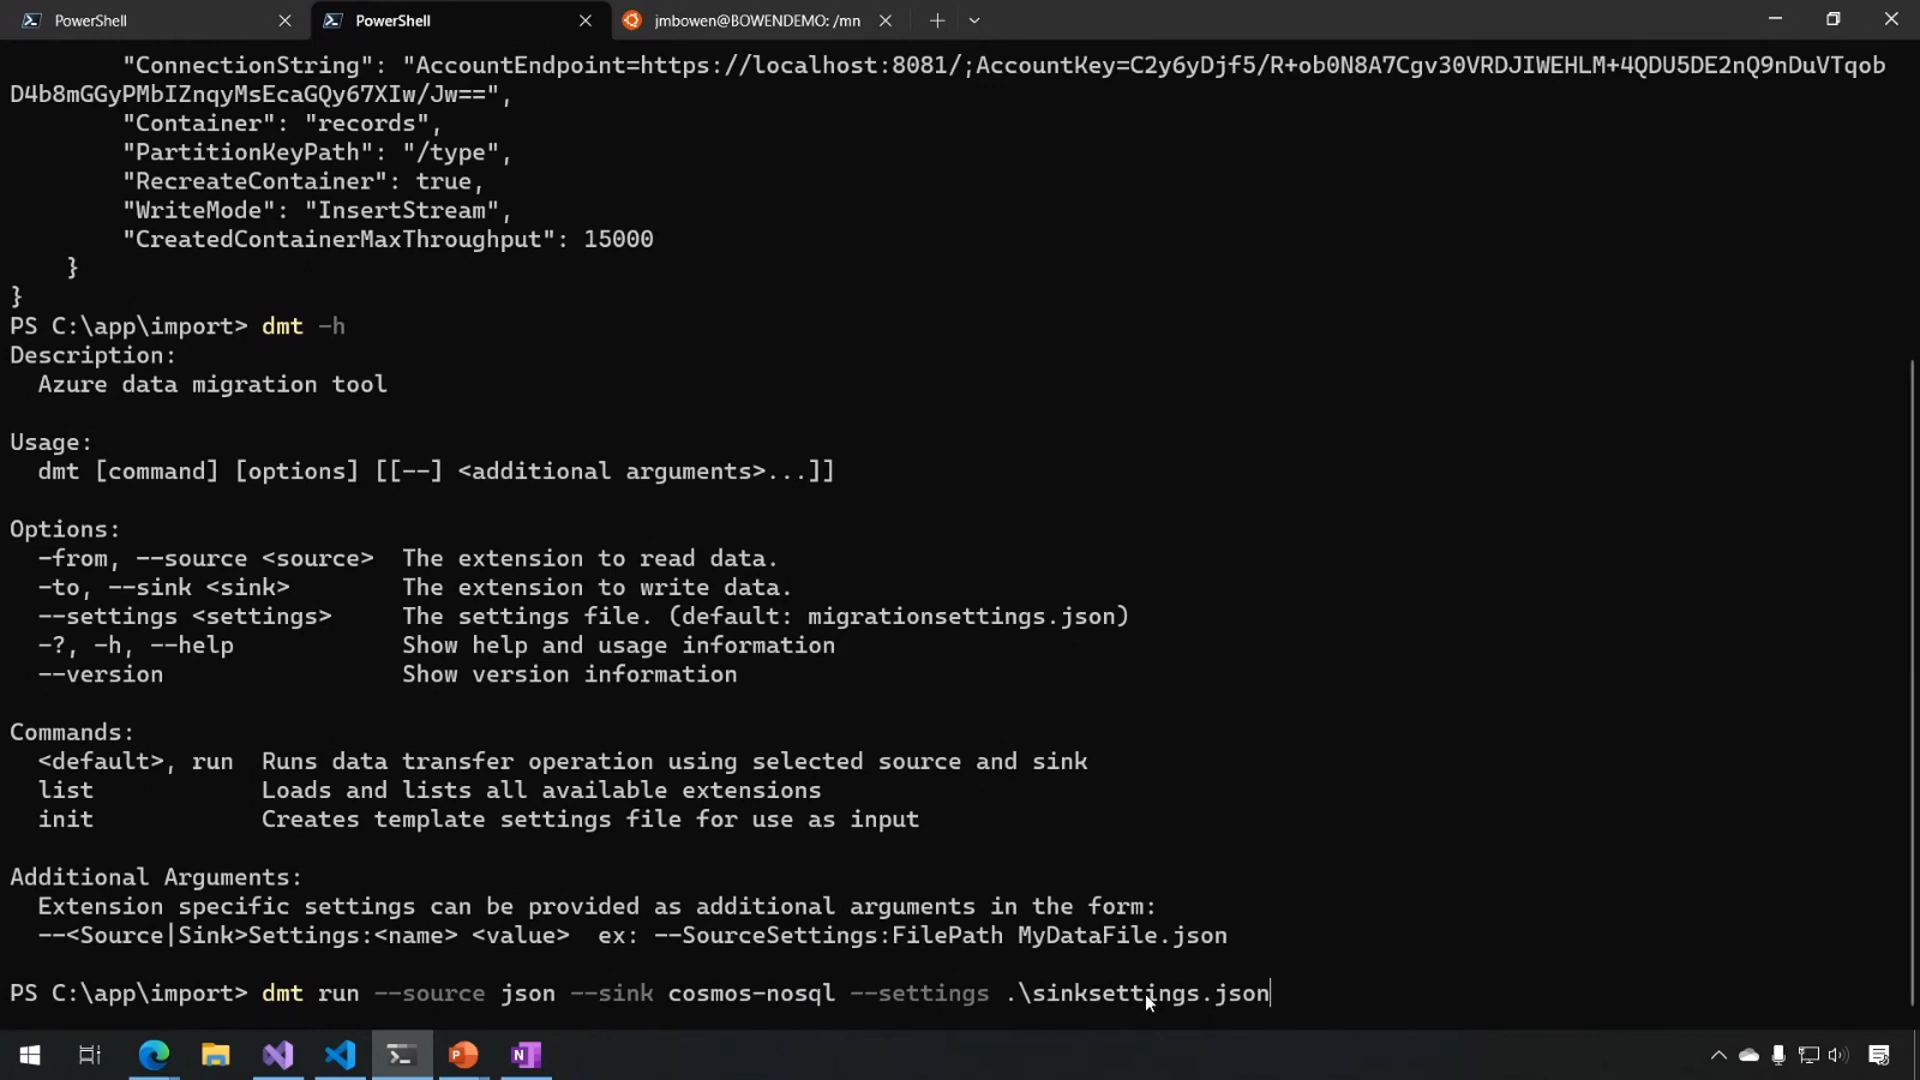 PowerShell
PowerShell
jmbowen@BOWENDEMO: /mn
"ConnectionString": "AccountEndpoint=https://localhost:8081/;AccountKey=C2y6yDjf5/R+ob0N8A7Cgv30VRDJIWEHLM+4QDU5DE2nQ9nDuVTqob
D4b8mGGyPMbIZnqyMsEcaGQy67XIw/Jw==",
"Container": "records",
"PartitionKeyPath": "/type",
"RecreateContainer": true,
"WriteMode": "InsertStream",
"CreatedContainerMaxThroughput": 15000
}
}
PS C:\app\import> dmt -h
Description:
Azure data migration tool
Usage:
dmt [command] [options] [[--] <additional arguments>...]]
Options:
-from, --source <source>  The extension to read data.
-to, --sink <sink>  The extension to write data.
--settings <settings>  The settings file. (default: migrationsettings.json)
-?, -h, --help  Show help and usage information
--version  Show version information
Commands:
<default>, run  Runs data transfer operation using selected source and sink
list  Loads and lists all available extensions
init  Creates template settings file for use as input
Additional Arguments:
Extension specific settings can be provided as additional arguments in the form:
--<Source|Sink>Settings:<name> <value>  ex: --SourceSettings:FilePath MyDataFile.json
PS C:\app\import> dmt run --source json --sink cosmos-nosql --settings .\sinksettings.json